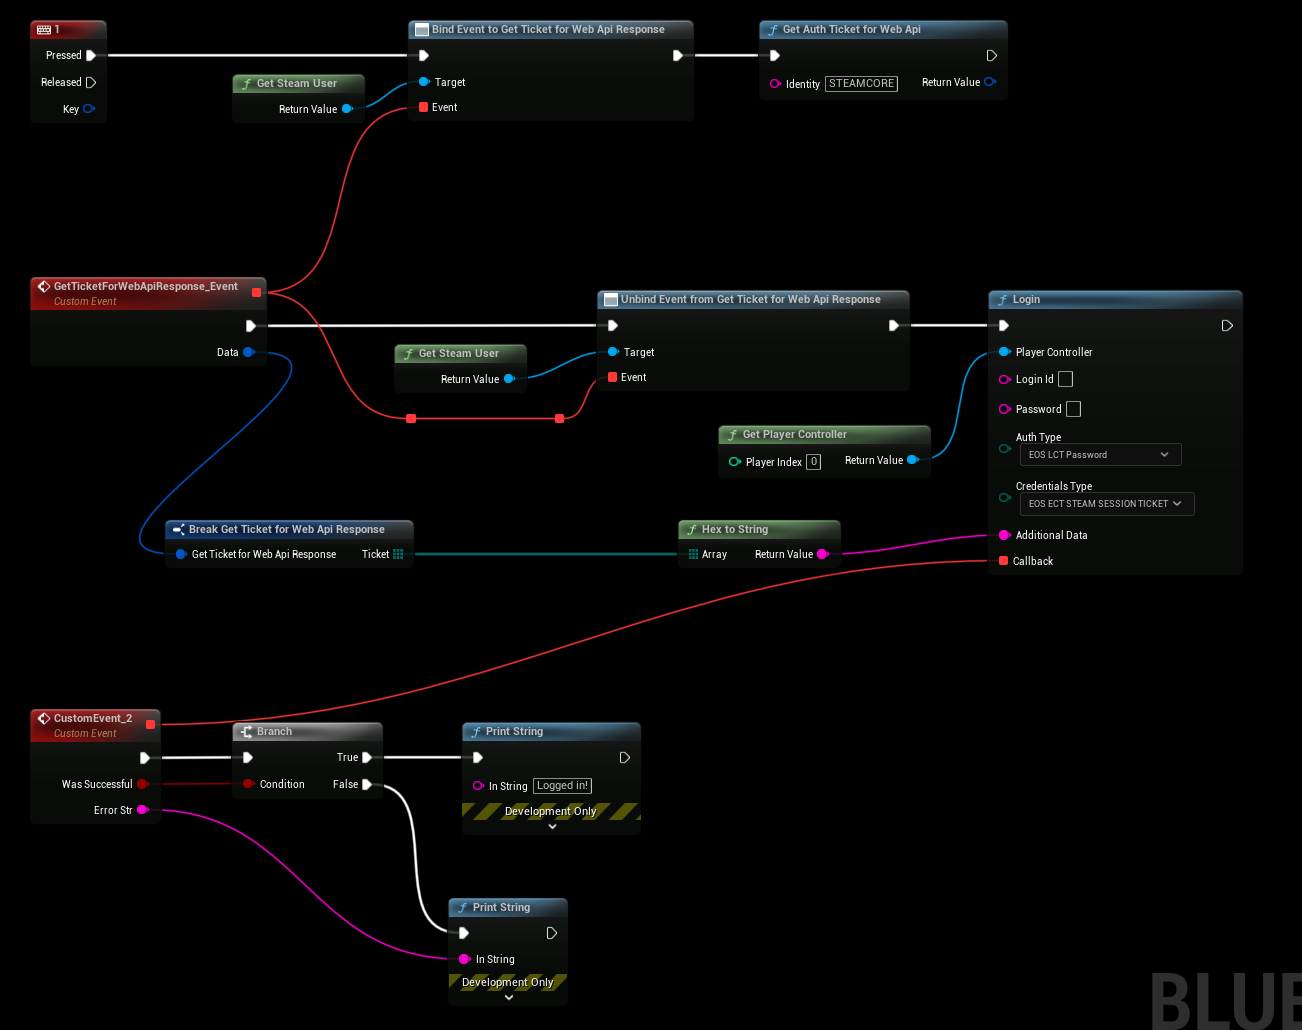 1
Pressed
Released
Key
Get Steam User
Return Value
Bind Event to Get Ticket for Web Api Response
Target
Event
Get Auth Ticket for Web Api
Identity STEAMCORE
Return Value
GetTicketForWebApiResponse_Event
Custom Event
Data
Get Steam User
Return Value
Unbind Event from Get Ticket for Web Api Response
Target
Event
Get Player Controller
Player Index 0
Return Value
Login
Player Controller
Login Id
Password
Auth Type
EOS LCT Password
Credentials Type
EOS ECT STEAM SESSION TICKET
Additional Data
Callback
Break Get Ticket for Web Api Response
Get Ticket for Web Api Response
Ticket
Hex to String
Array
Return Value
CustomEvent_2
Custom Event
Was Successful
Error Str
Branch
Condition
True
False
Print String
In String Logged in!
Development Only
Print String
In String
Development Only
BLUE